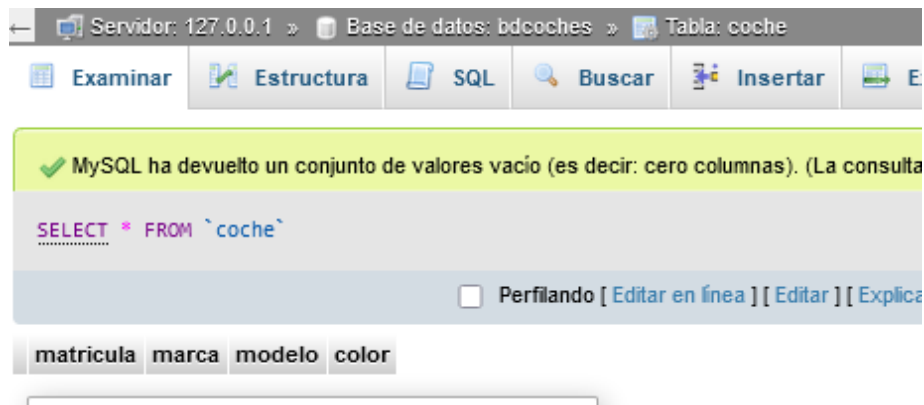 ← Servidor: 127.0.0.1 » Base de datos: bdcoches » Tabla: coche
Examinar Estructura SQL Buscar Insertar
MySQL ha devuelto un conjunto de valores vacío (es decir: cero columnas). (La consulta
SELECT * FROM `coche`
Perfilando [ Editar en línea ] [ Editar ] [
matricula marca modelo color